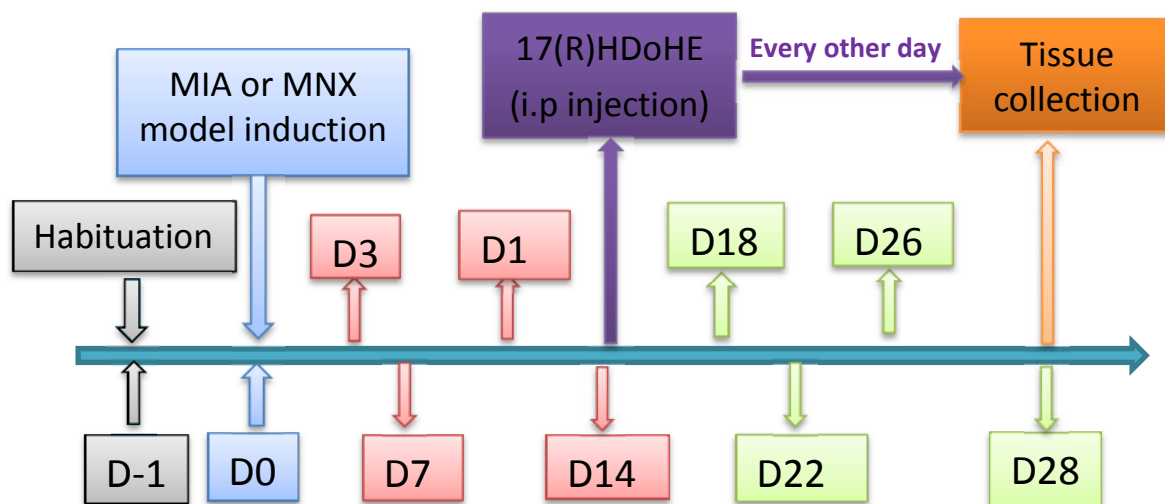 17(R)HDoHE
(i.p injection)
Every other day
Tissue
collection
MIA or MNX
model induction
Habituation
D3
D1
D18
D26
D-1
D0
D7
D14
D22
D28